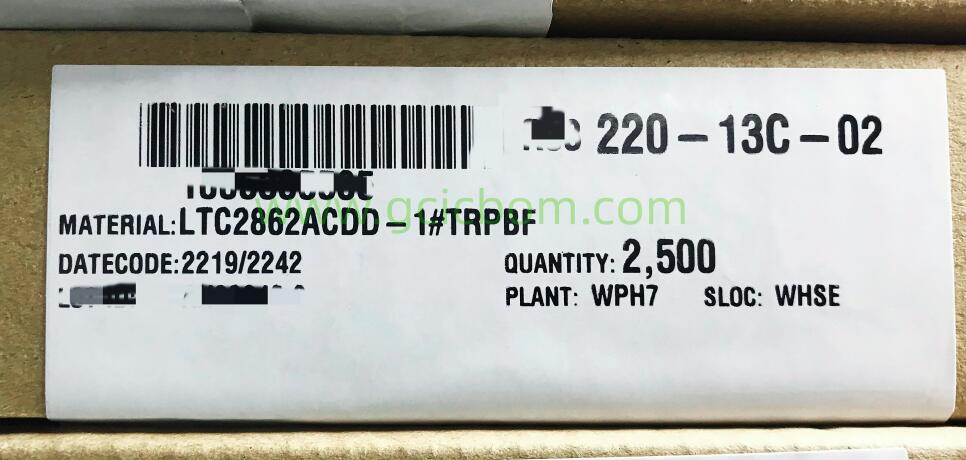 220-13C-02
www.gcicbom.com
MATERIAL:LTC2862ACDD-1#TRPBF
DATECODE:2219/2242
QUANTITY: 2,500
PLANT: WPH7 SLOC: WHSE